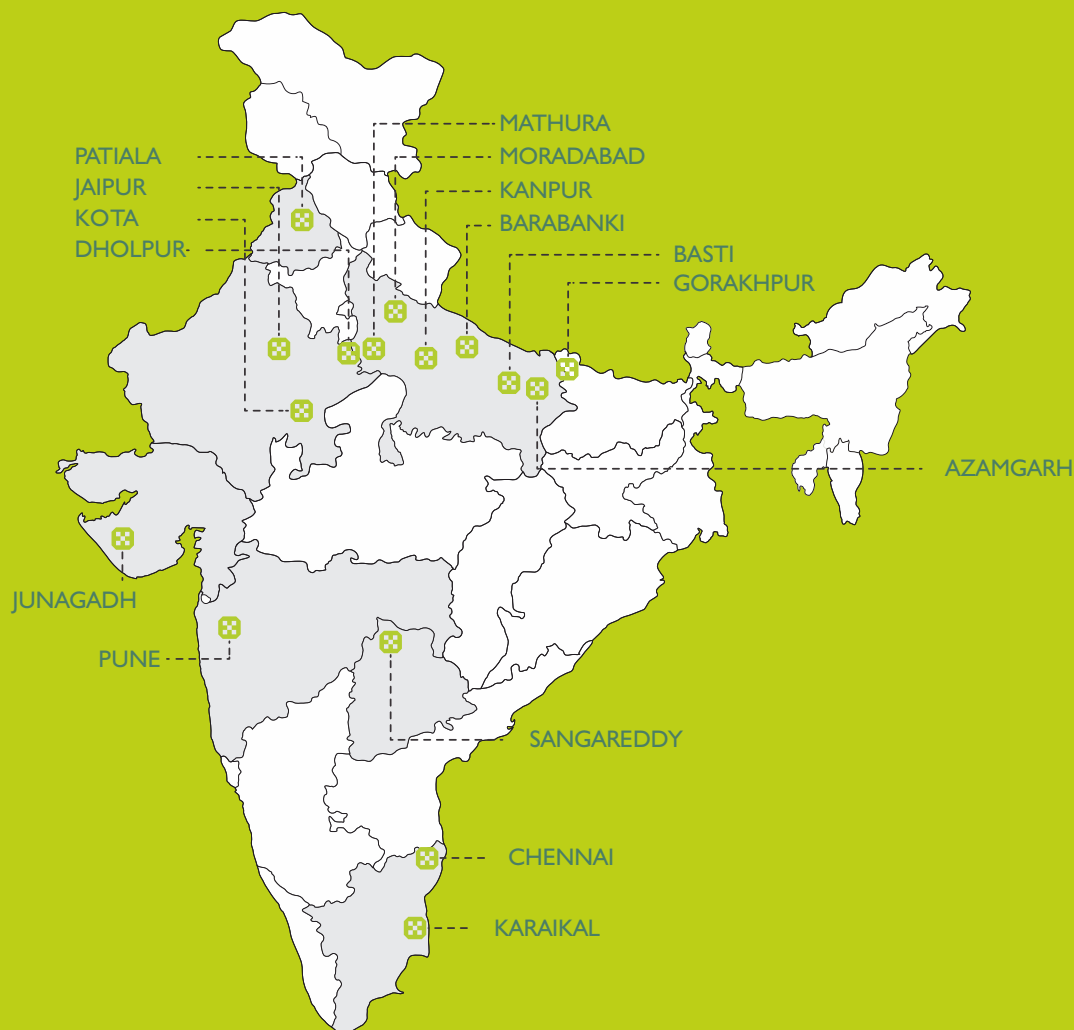 PATIALA
JAIPUR
KOTA
DHOLPUR
MATHURA
MORADABAD
KANPUR
BARABANKI
BASTI
GORAKHPUR
AZAMGARH
JUNAGADH
PUNE
SANGAREDDY
CHENNAI
KARAIKAL